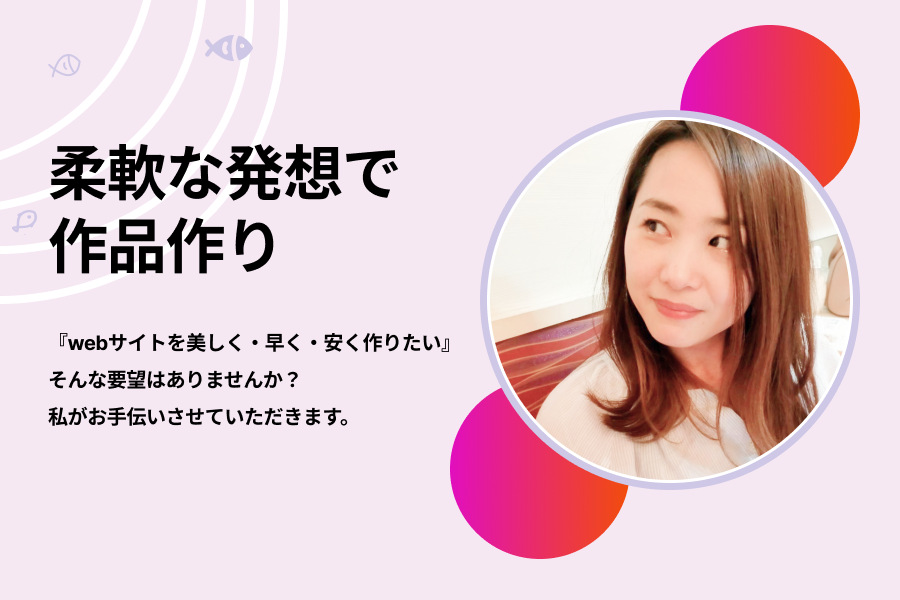 柔軟な発想で
作品作り
『webサイトを美しく・早く・安く作りたい』
そんな要望はありませんか？
私がお手伝いさせていただきます。